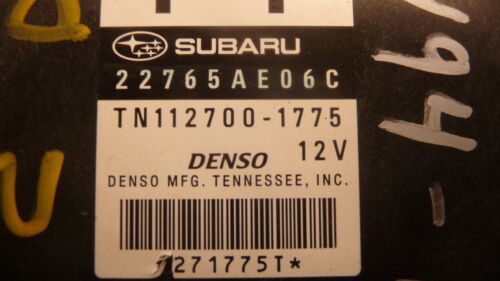 SUBARU
22765AE06C
TN112700-1775
DENSO 12V
DENSO MFG. TENNESSEE, INC.
271775T*